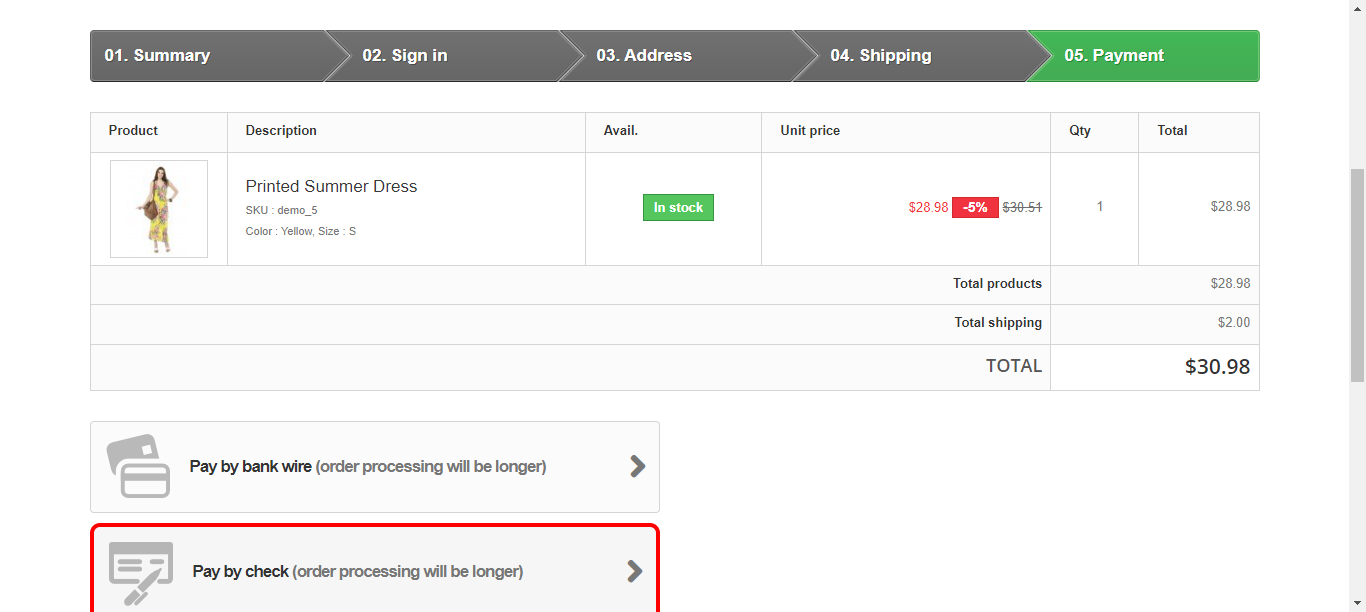 01. Summary
02. Sign in
03. Address
04. Shipping
05. Payment
Product Description Avail. Unit price Qty Total
Printed Summer Dress
SKU : demo_5
Color : Yellow, Size : S
In stock
$28.98 -5% $30.51
1
$28.98
Total products $28.98
Total shipping $2.00
TOTAL $30.98
Pay by bank wire (order processing will be longer)
Pay by check (order processing will be longer)